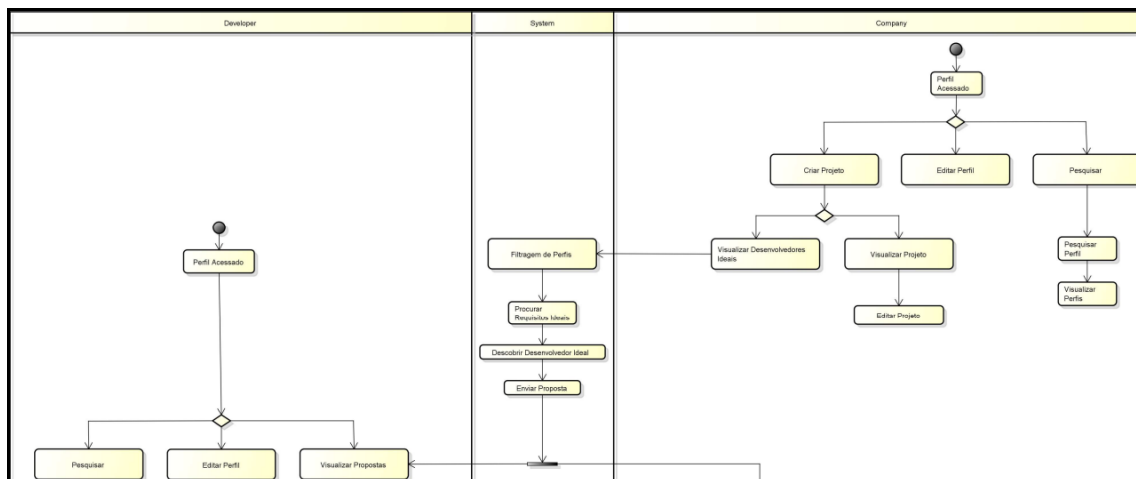 Developer
System
Company
Perfil
Acessado
Criar Projeto
Editar Perfil
Pesquisar
Perfil Acessado
Filtragem de Perfis
Visualizar Desenvolvedores
Ideais
Visualizar Projeto
Pesquisar
Perfil
Visualizar
Perfis
Procurar
Requisitos Ideais
Editar Projeto
Descobrir Desenvolvedor Ideal
Enviar Proposta
Pesquisar
Editar Perfil
Visualizar Propostas